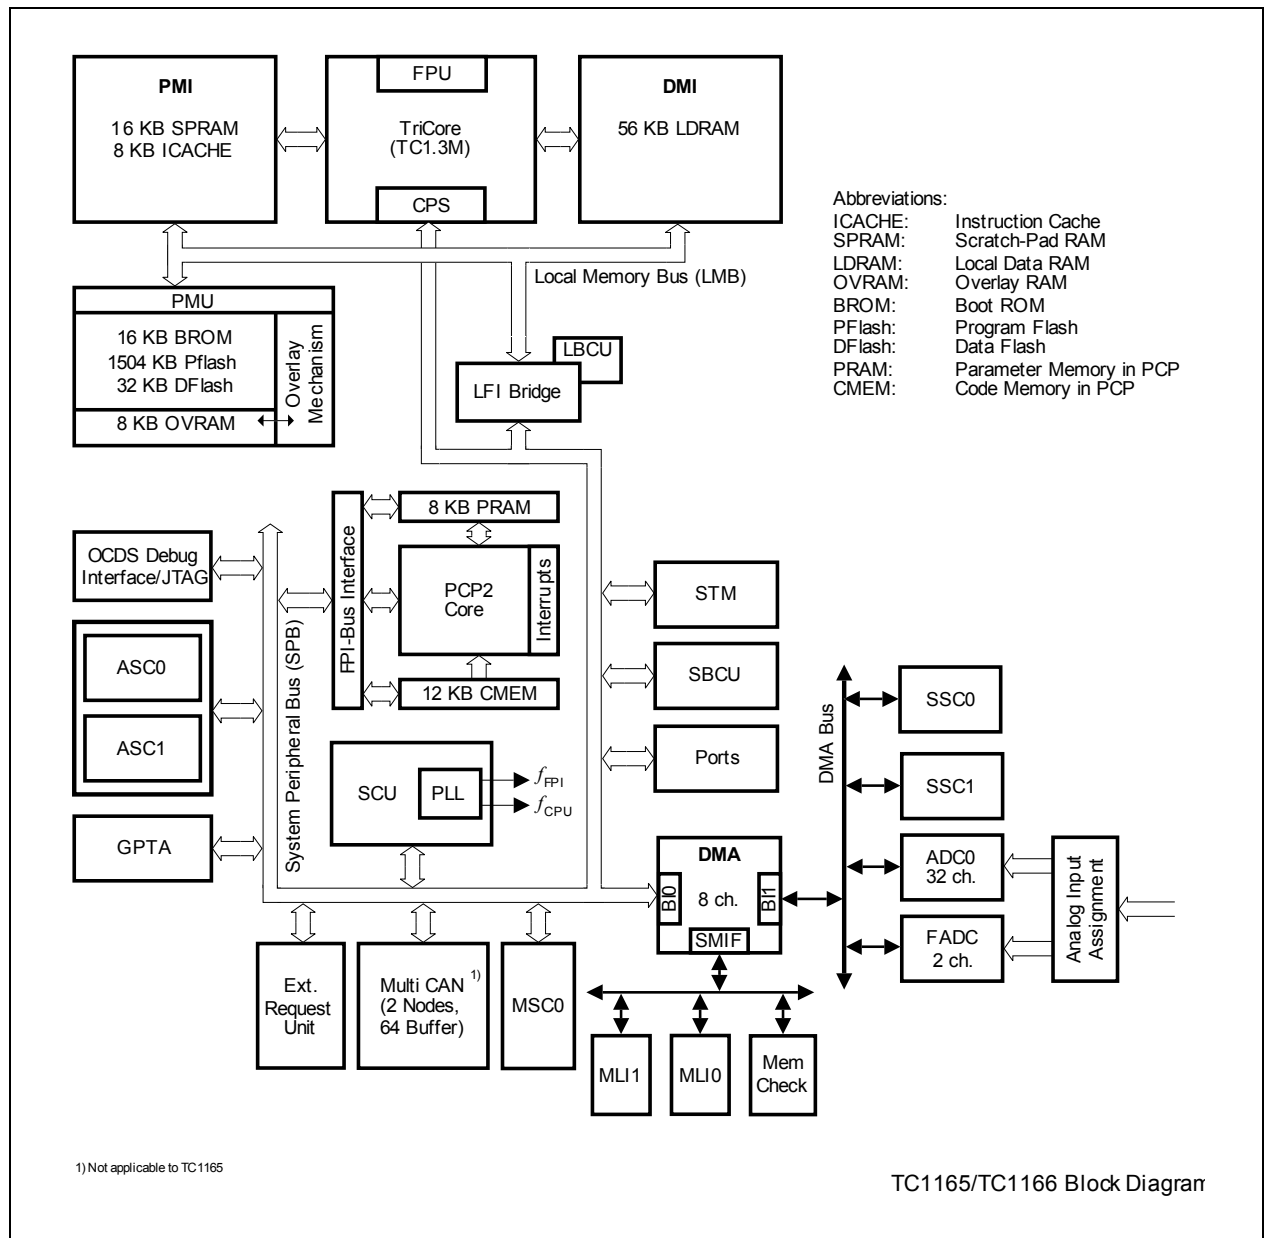 PMI
16 KB SPRAM
8 KB ICACHE
FPU
TriCore
(TC1.3M)
CPS
DMI
56 KB LDRAM
Abbreviations:
ICACHE: Instruction Cache
SPRAM: Scratch-Pad RAM
LDRAM: Local Data RAM
OVRAM: Overlay RAM
BROM: Boot ROM
PFlash: Program Flash
DFlash: Data Flash
PRAM: Parameter Memory in PCP
CMEM: Code Memory in PCP
Local Memory Bus (LMB)
PMU
16 KB BROM
1504 KB Pflash
32 KB DFlash
8 KB OVRAM
Overlay
Mechanism
LBCU
LFI Bridge
OCDS Debug
Interface/JTAG
ASC0
ASC1
GPTA
System Peripheral Bus (SPB)
FPI-Bus Interface
8 KB PRAM
PCP2
Core
Interrupts
12 KB CMEM
SCU
PLL
fFPI
fCPU
STM
SBCU
Ports
DMA
BI0
8 ch.
BI1
SMIF
DMA Bus
SSC0
SSC1
ADC0
32 ch.
FADC
2 ch.
Analog Input
Assignment
Ext.
Request
Unit
Multi CAN 1)
(2 Nodes,
64 Buffer)
MSC0
MLI1
MLI0
Mem
Check
1) Not applicable to TC1165
TC1165/TC1166 Block Diagram